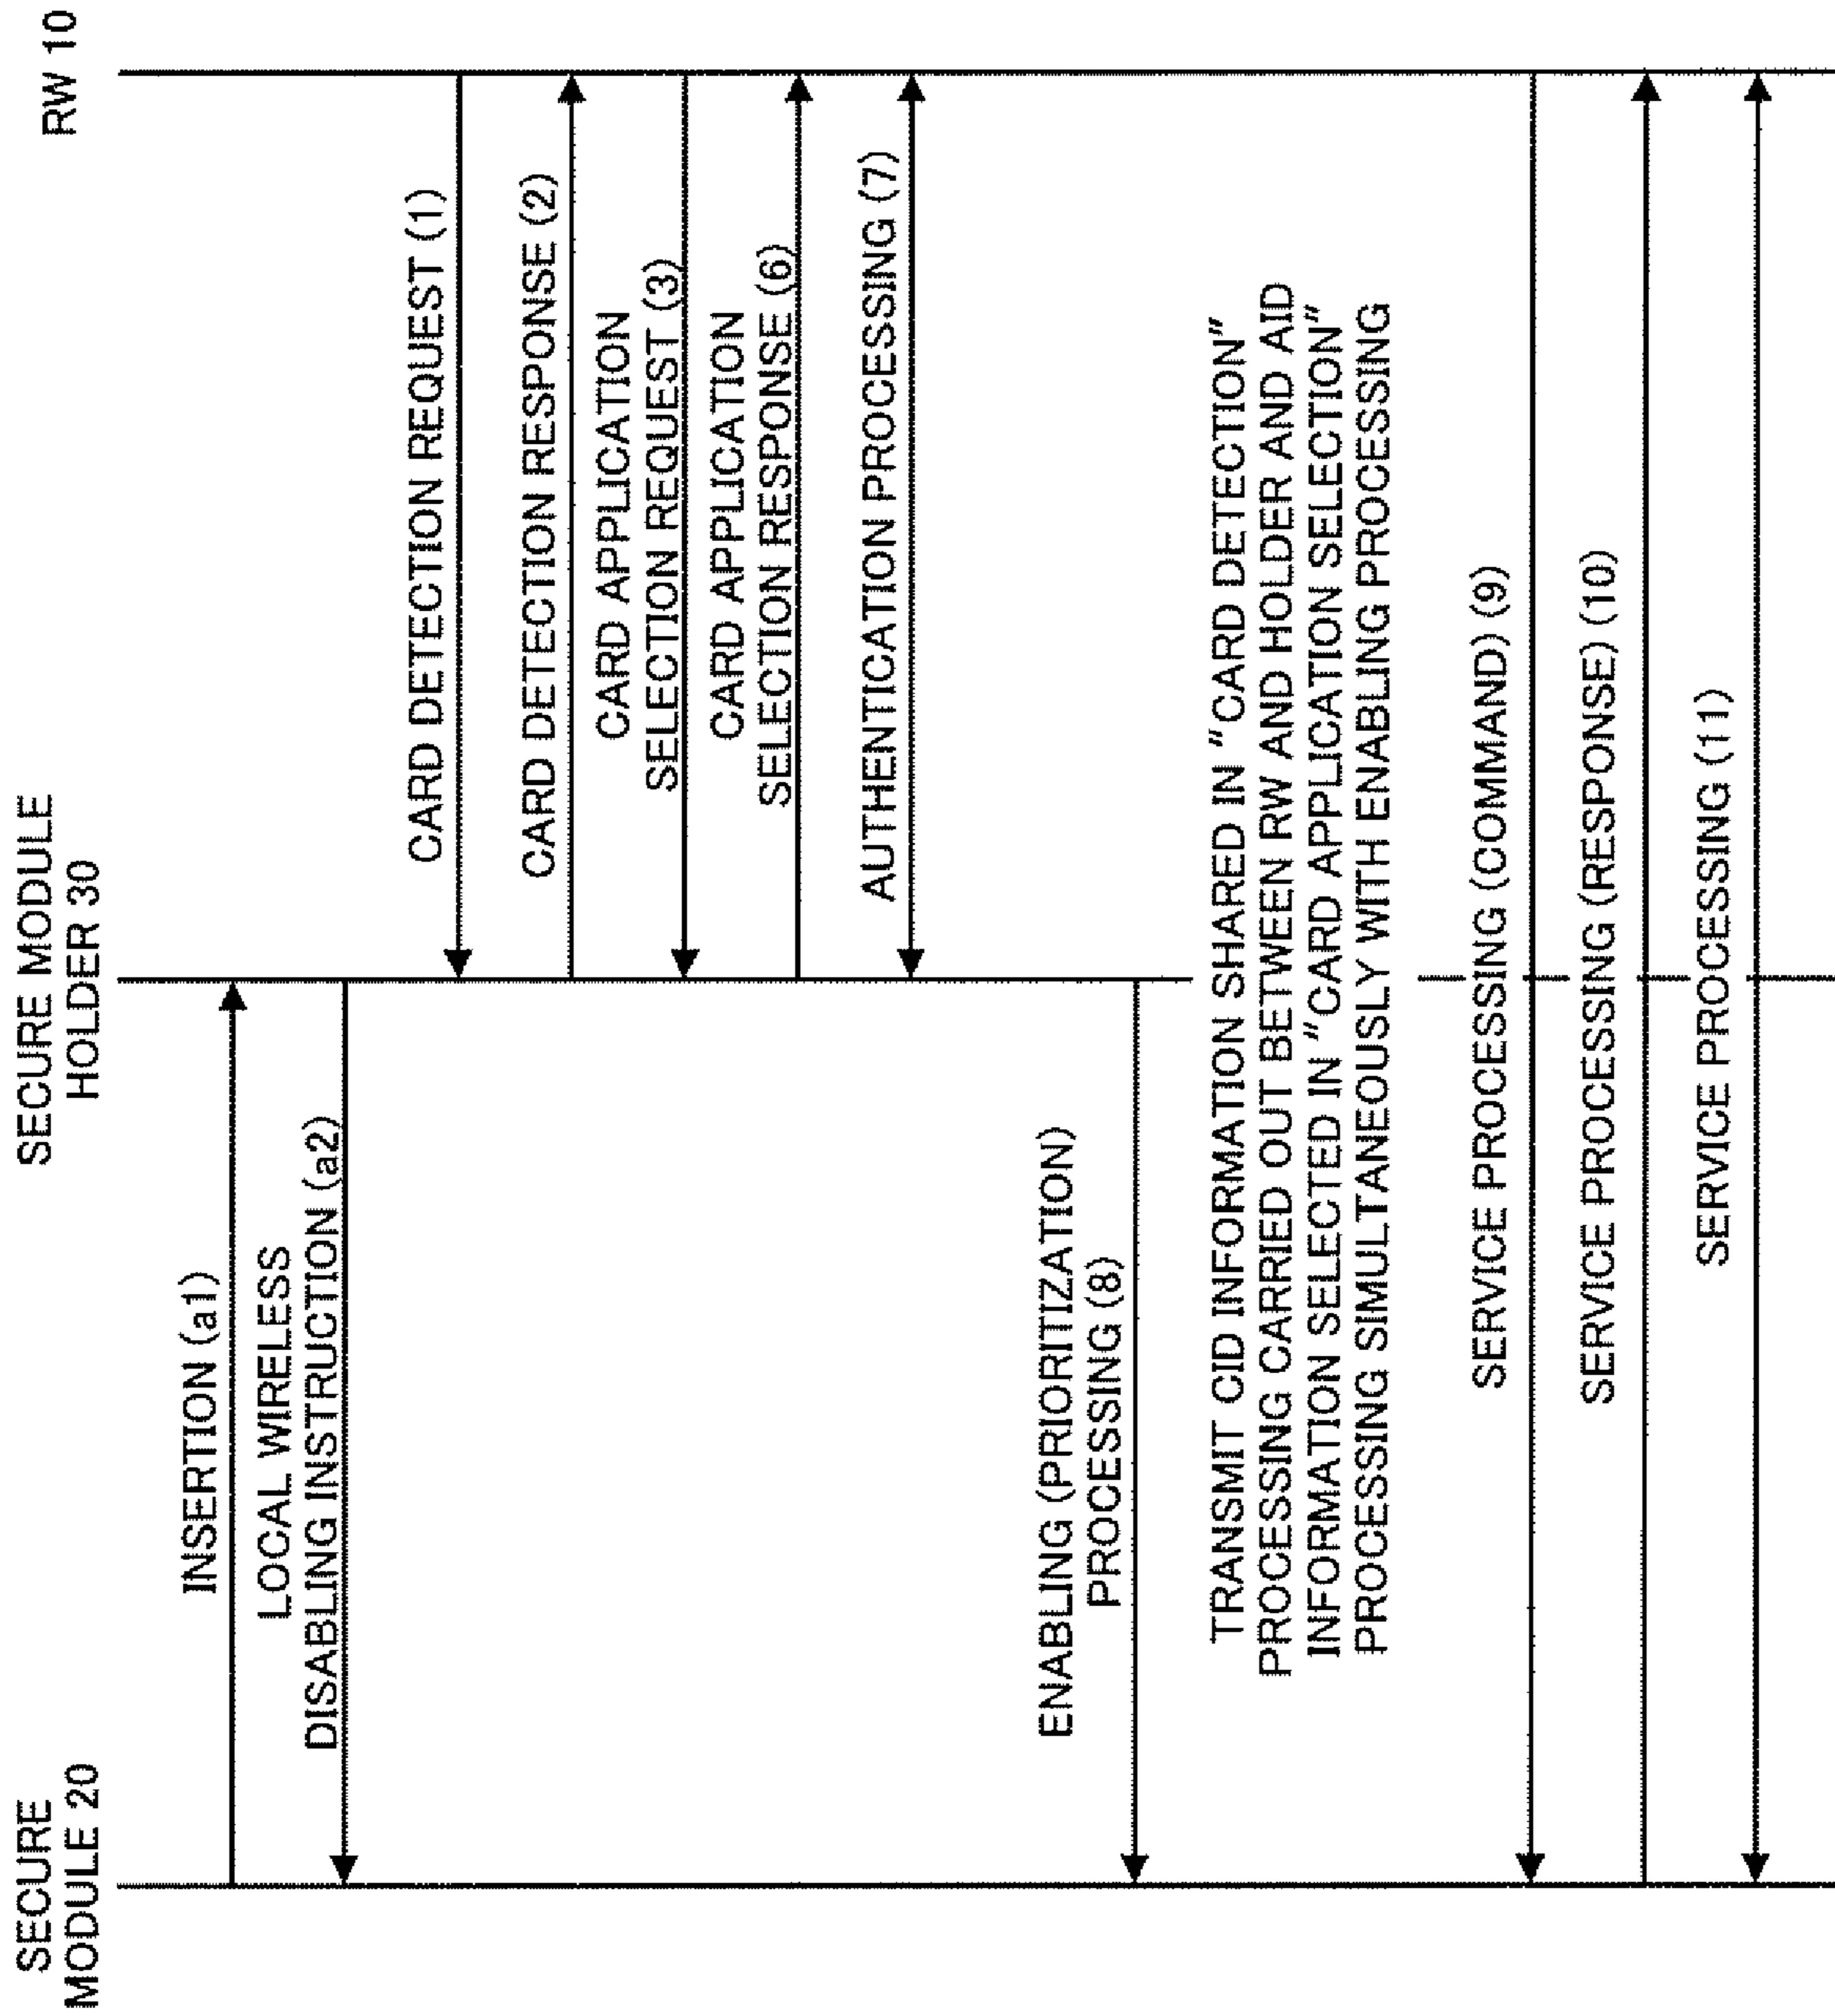 SECURE
MODULE 20
SECURE MODULE
HOLDER 30
RW 10
INSERTION (a1)
LOCAL WIRELESS
DISABLING INSTRUCTION (a2)
CARD DETECTION REQUEST (1)
CARD DETECTION RESPONSE (2)
CARD APPLICATION
SELECTION REQUEST (3)
CARD APPLICATION
SELECTION RESPONSE (6)
AUTHENTICATION PROCESSING (7)
ENABLING (PRIORITIZATION)
PROCESSING (8)
TRANSMIT CID INFORMATION SHARED IN "CARD DETECTION"
PROCESSING CARRIED OUT BETWEEN RW AND HOLDER AND AID
INFORMATION SELECTED IN "CARD APPLICATION SELECTION"
PROCESSING SIMULTANEOUSLY WITH ENABLING PROCESSING
SERVICE PROCESSING (COMMAND) (9)
SERVICE PROCESSING (RESPONSE) (10)
SERVICE PROCESSING (11)